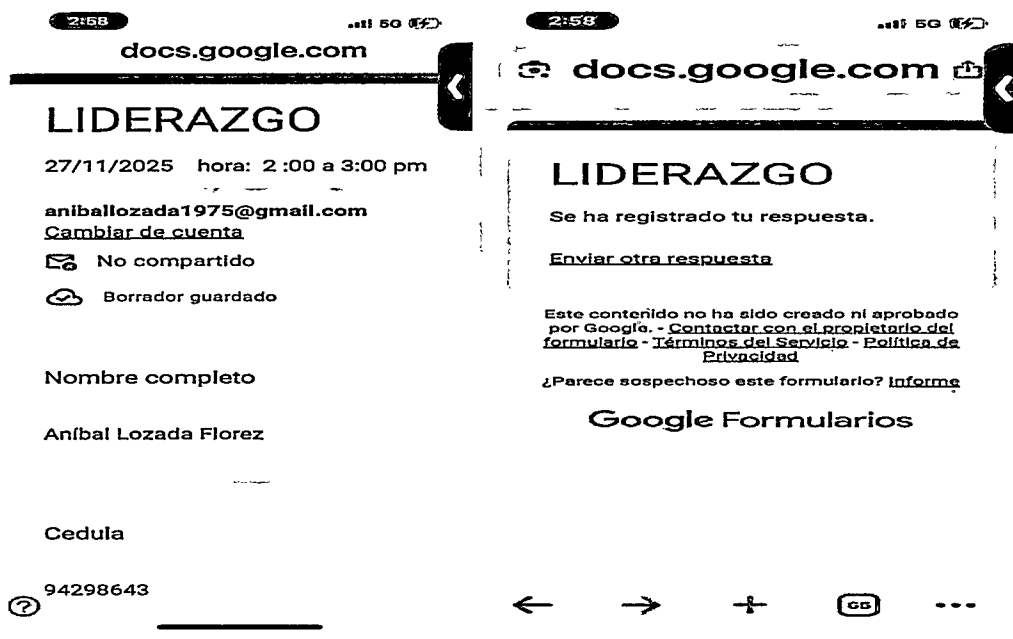 2:58
5G
docs.google.com
LIDERAZGO
27/11/2025 hora: 2 :00 a 3:00 pm
aniballozada1975@gmail.com
Cambiar de cuenta
No compartido
Borrador guardado
Nombre completo
Aníbal Lozada Florez
Cedula
94298643
2:58
5G
docs.google.com
LIDERAZGO
Se ha registrado tu respuesta.
Enviar otra respuesta
Este contenido no ha sido creado ni aprobado
por Google. - Contactar con el propietario del
formulario - Términos del Servicio - Política de
Privacidad
¿Parece sospechoso este formulario? Informe
Google Formularios